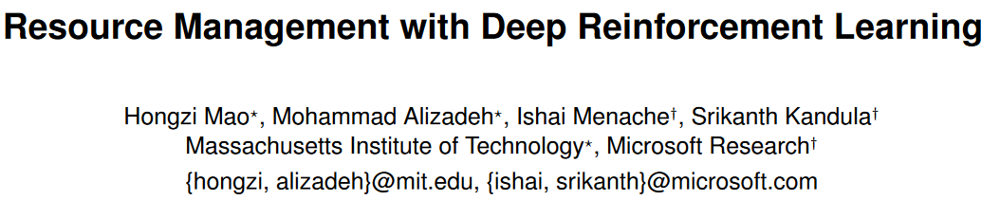 Resource Management with Deep Reinforcement Learning
Hongzi Mao⋆, Mohammad Alizadeh⋆, Ishai Menache†, Srikanth Kandula†
Massachusetts Institute of Technology⋆, Microsoft Research†
{hongzi, alizadeh}@mit.edu, {ishai, srikanth}@microsoft.com